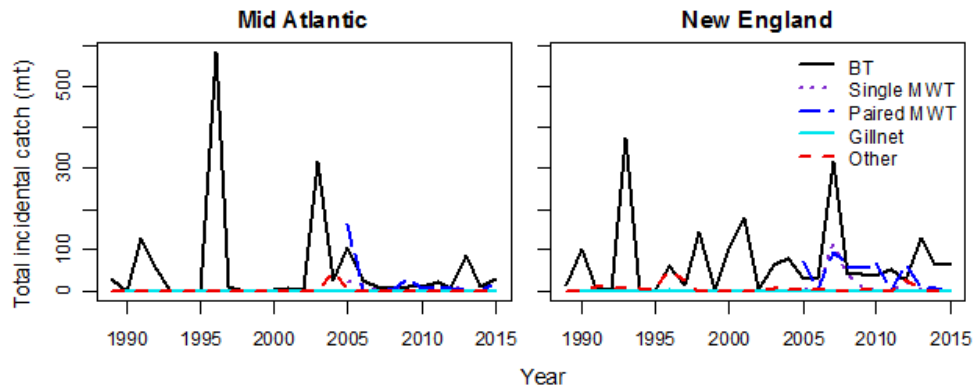 Mid Atlantic
New England
Total incidental catch (mt)
500
300
100
0
BT
Single MWT
Paired MWT
Gillnet
Other
1990 1995 2000 2005 2010 2015
1990 1995 2000 2005 2010 2015
Year